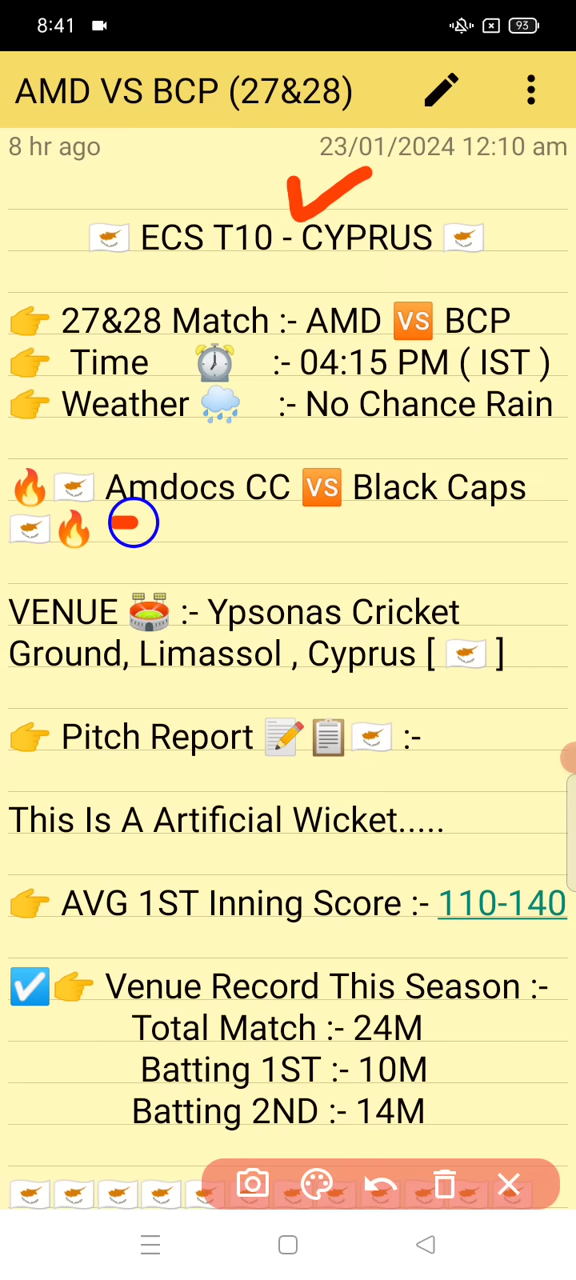 8:41
93
AMD VS BCP (27&28)
8 hr ago 23/01/2024 12:10 am
🇨🇾 ECS T10 - CYPRUS 🇨🇾
👉 27&28 Match :- AMD 🆚 BCP
👉 Time ⏰ :- 04:15 PM ( IST )
👉 Weather 🌧️ :- No Chance Rain
🔥🇨🇾 Amdocs CC 🆚 Black Caps
🇨🇾🔥
VENUE 🏟️ :- Ypsonas Cricket
Ground, Limassol , Cyprus [ 🇨🇾 ]
👉 Pitch Report 📝📋🇨🇾 :-
This Is A Artificial Wicket.....
👉 AVG 1ST Inning Score :- 110-140
☑️👉 Venue Record This Season :-
Total Match :- 24M
Batting 1ST :- 10M
Batting 2ND :- 14M